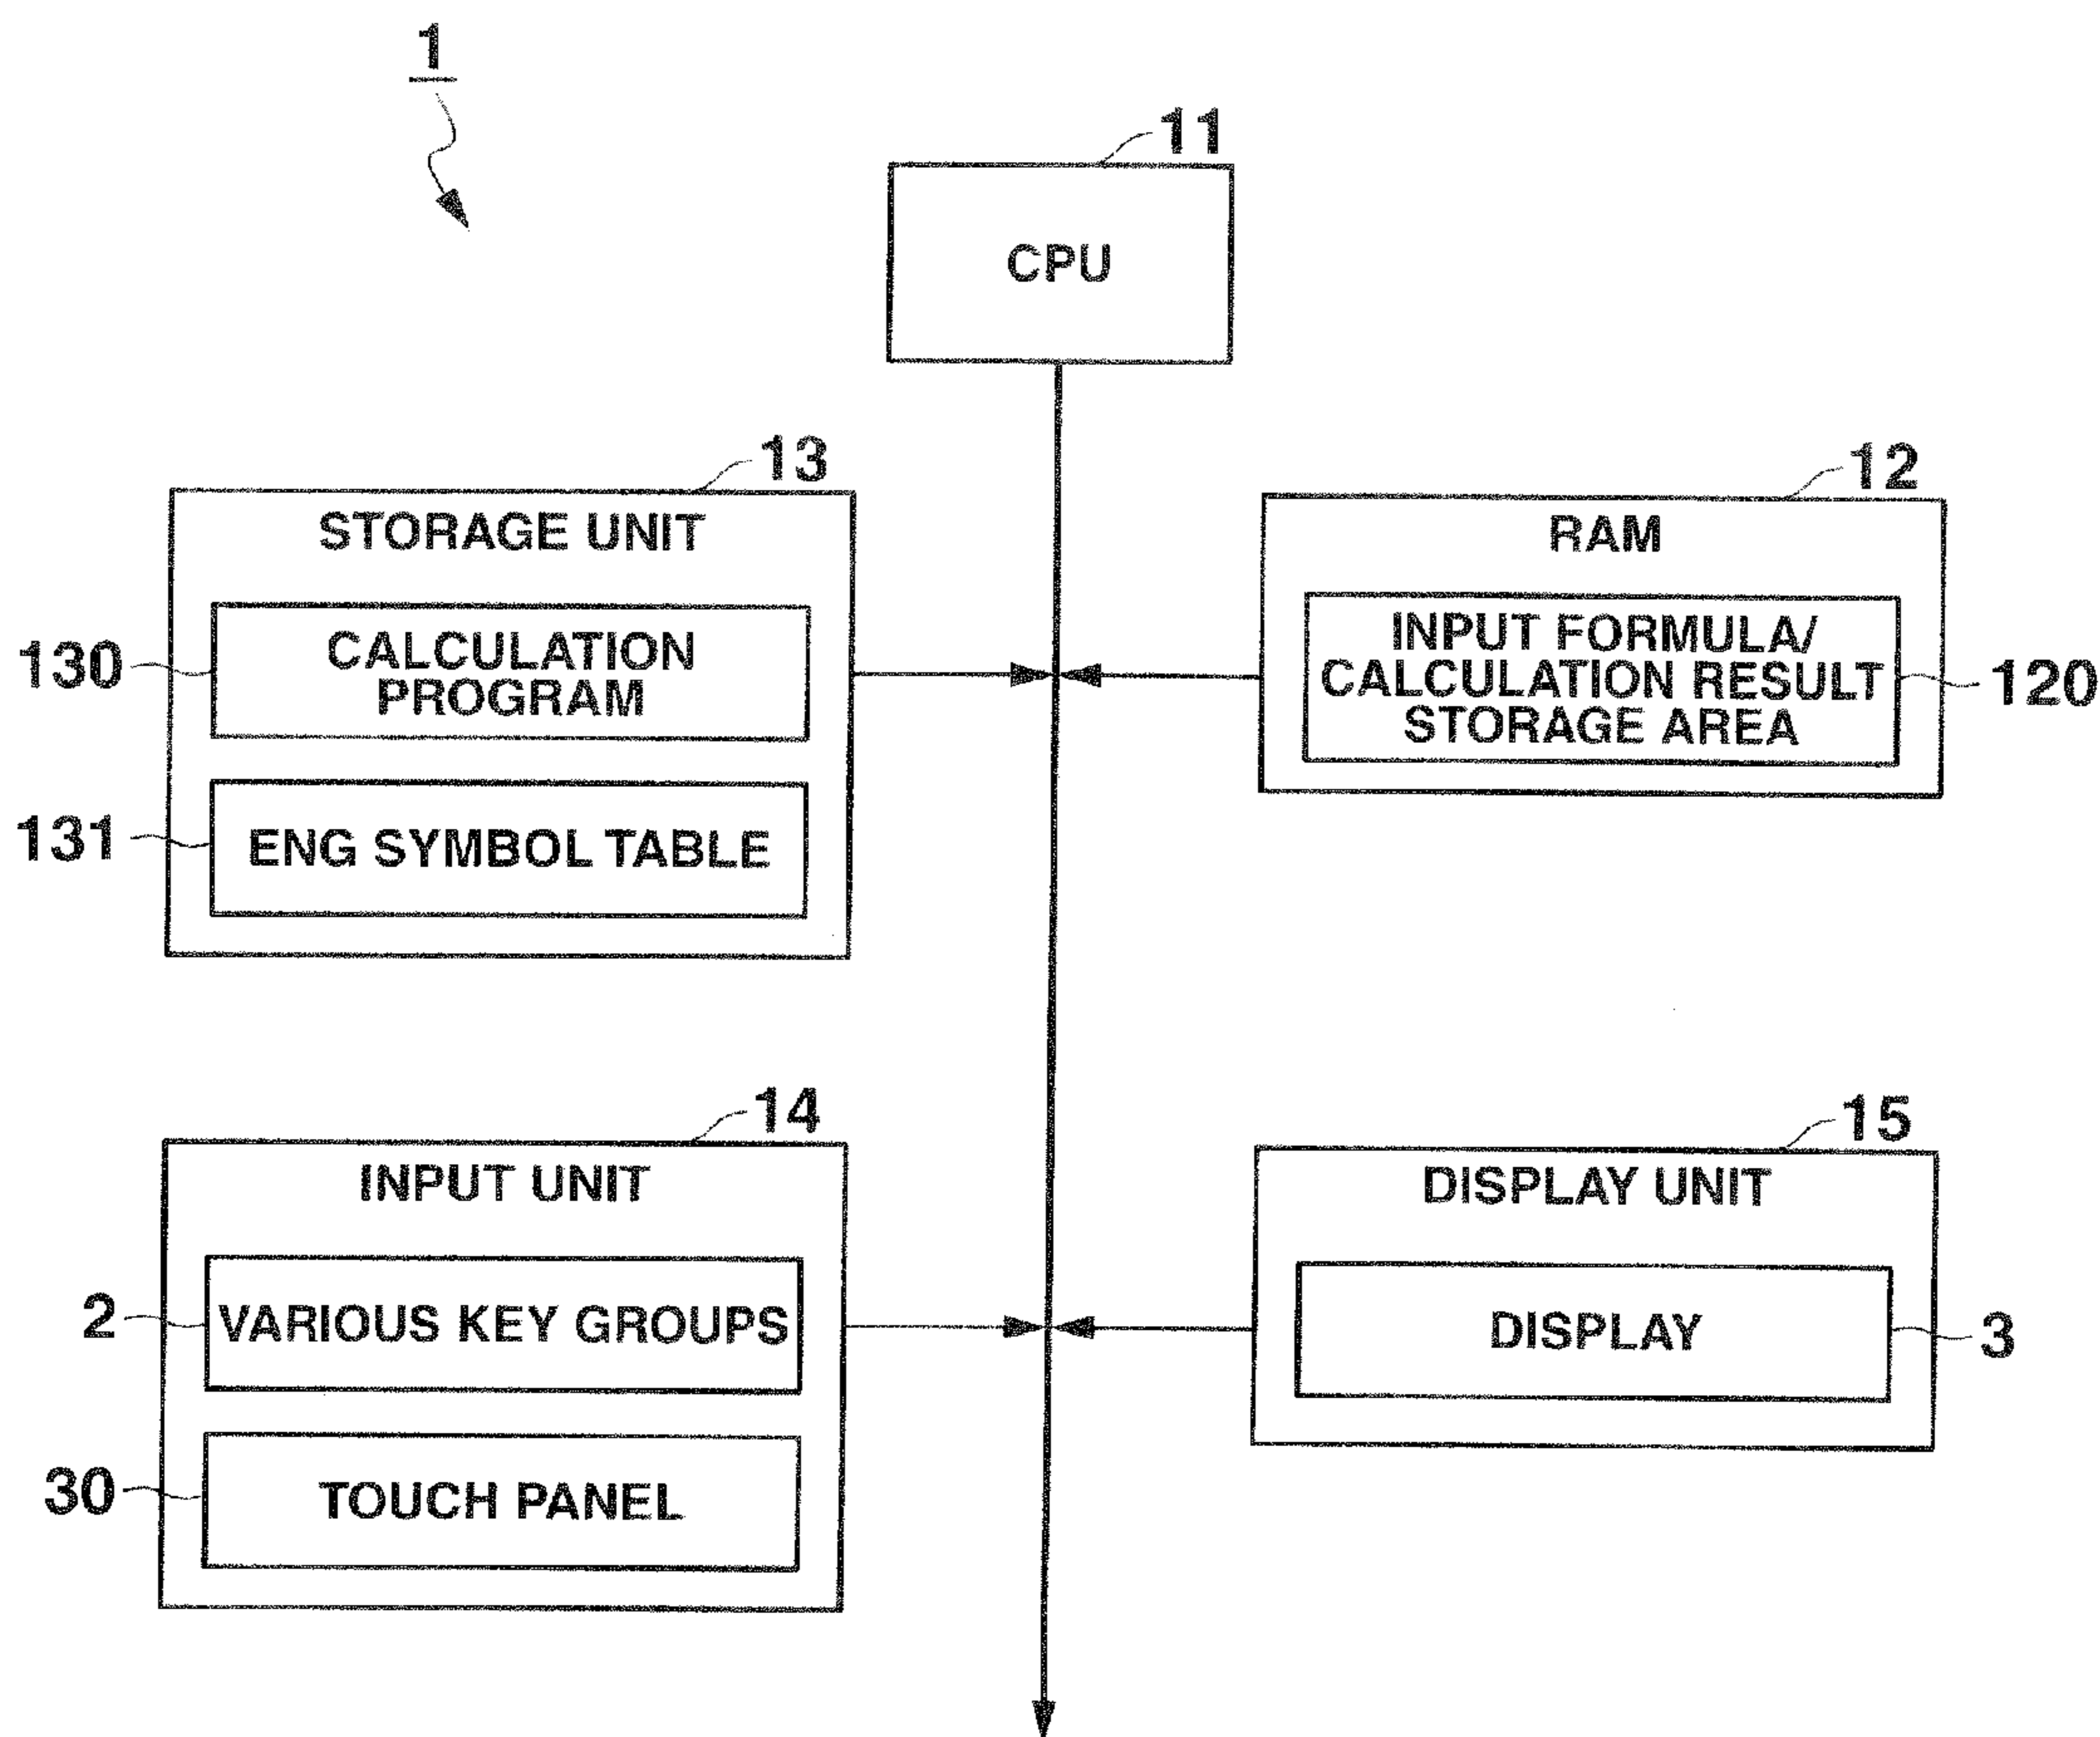 1
11
CPU
13
STORAGE UNIT
130
CALCULATION
PROGRAM
131
ENG SYMBOL TABLE
12
RAM
INPUT FORMULA/
CALCULATION RESULT
STORAGE AREA
120
14
INPUT UNIT
2
VARIOUS KEY GROUPS
30
TOUCH PANEL
15
DISPLAY UNIT
DISPLAY
3